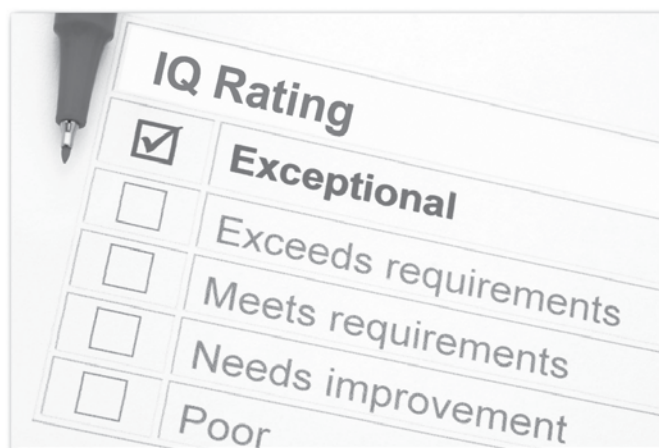 IQ Rating
Exceptional
Exceeds requirements
Meets requirements
Needs improvement
Poor